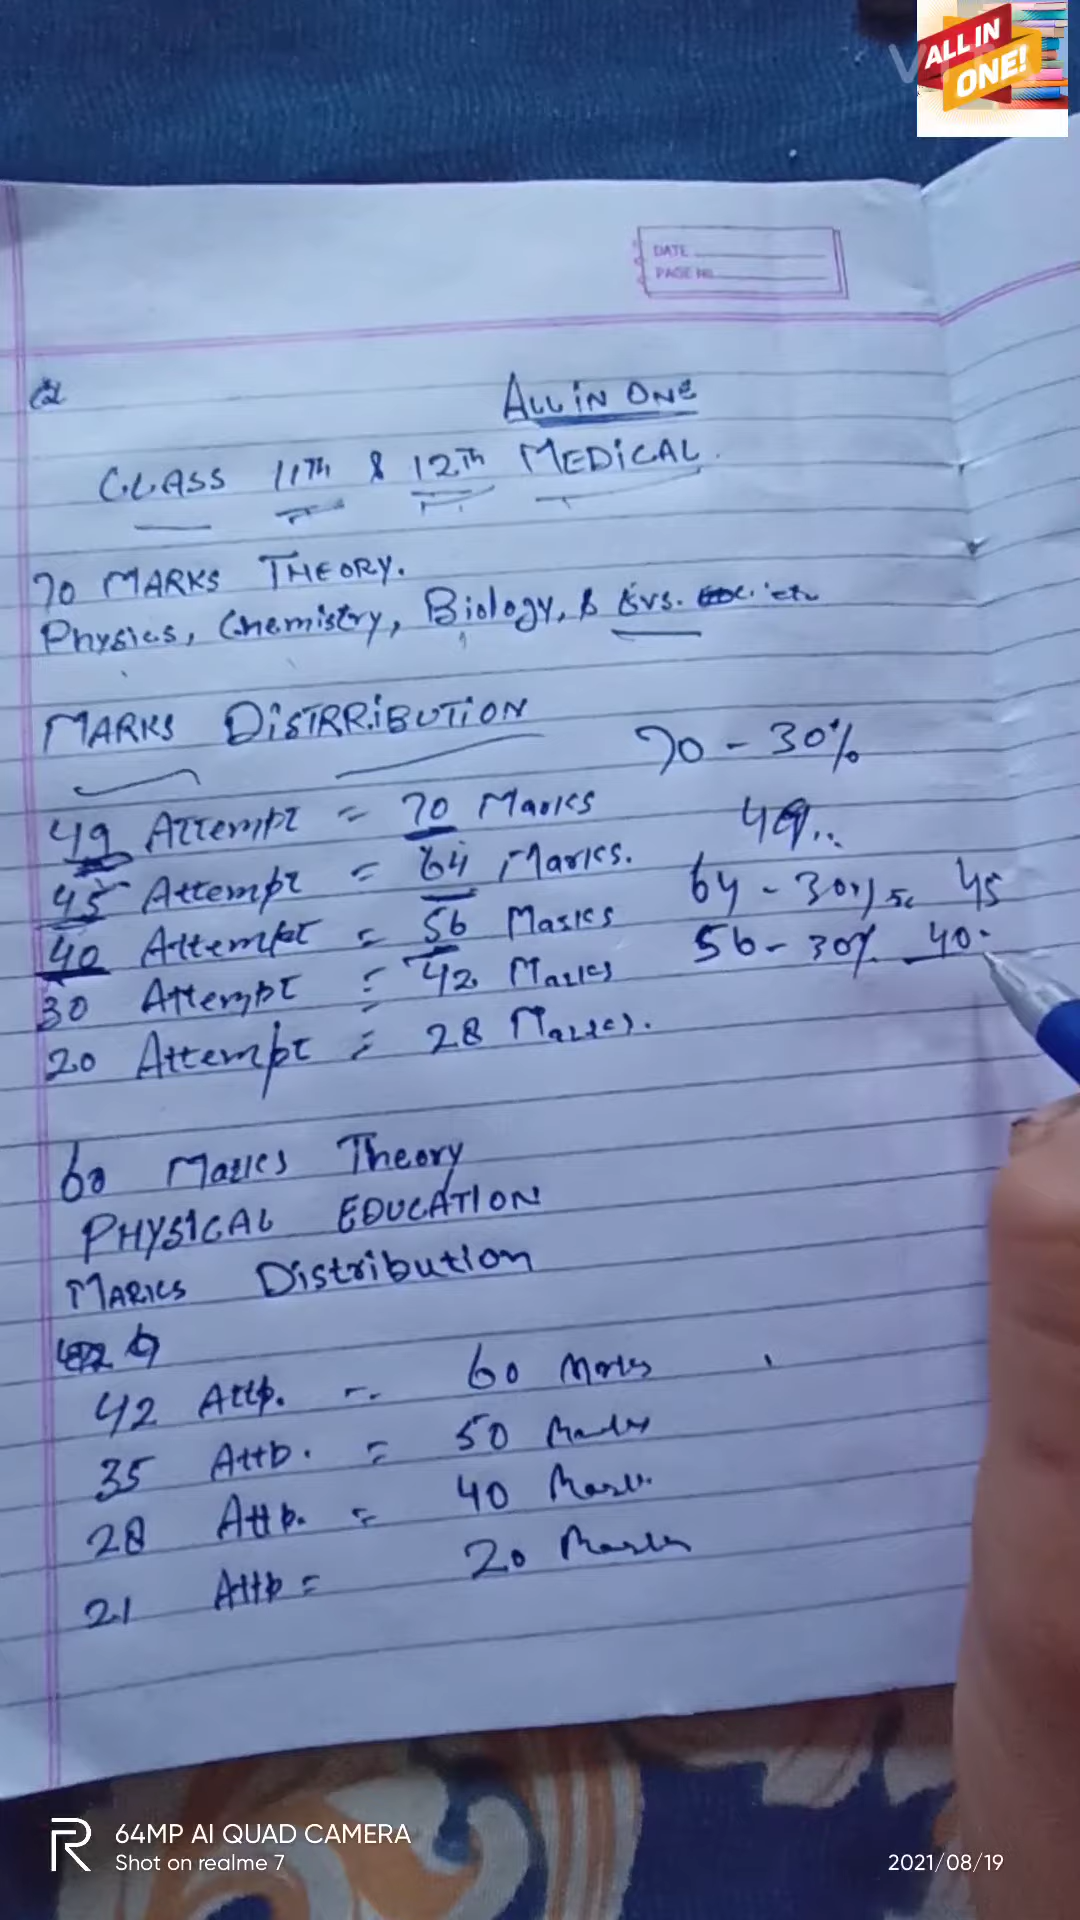 ALL IN
ONE!
DATE
PAGE NO.
ALL IN ONE
CLASS 11TH & 12TH MEDICAL.
70 MARKS THEORY.
Physics, Chemistry, Biology, & Evs. etc
MARKS DISTRRIBUTION
70 - 30%
49 Attempt = 70 Marks
49..
45 Attempt = 64 Marks.
64 - 30% 45
40 Attempt = 56 Marks
56 - 30% 40.
30 Attempt = 42 Marks
20 Attempt = 28 Marks.
60 Marks Theory
PHYSICAL EDUCATION
MARKS Distribution
42 Attp. - 60 Marks
35 Attp. = 50 Marks
28 Attp. = 40 Marks.
21 Attp = 20 Marks
R 64MP AI QUAD CAMERA
Shot on realme 7
2021/08/19